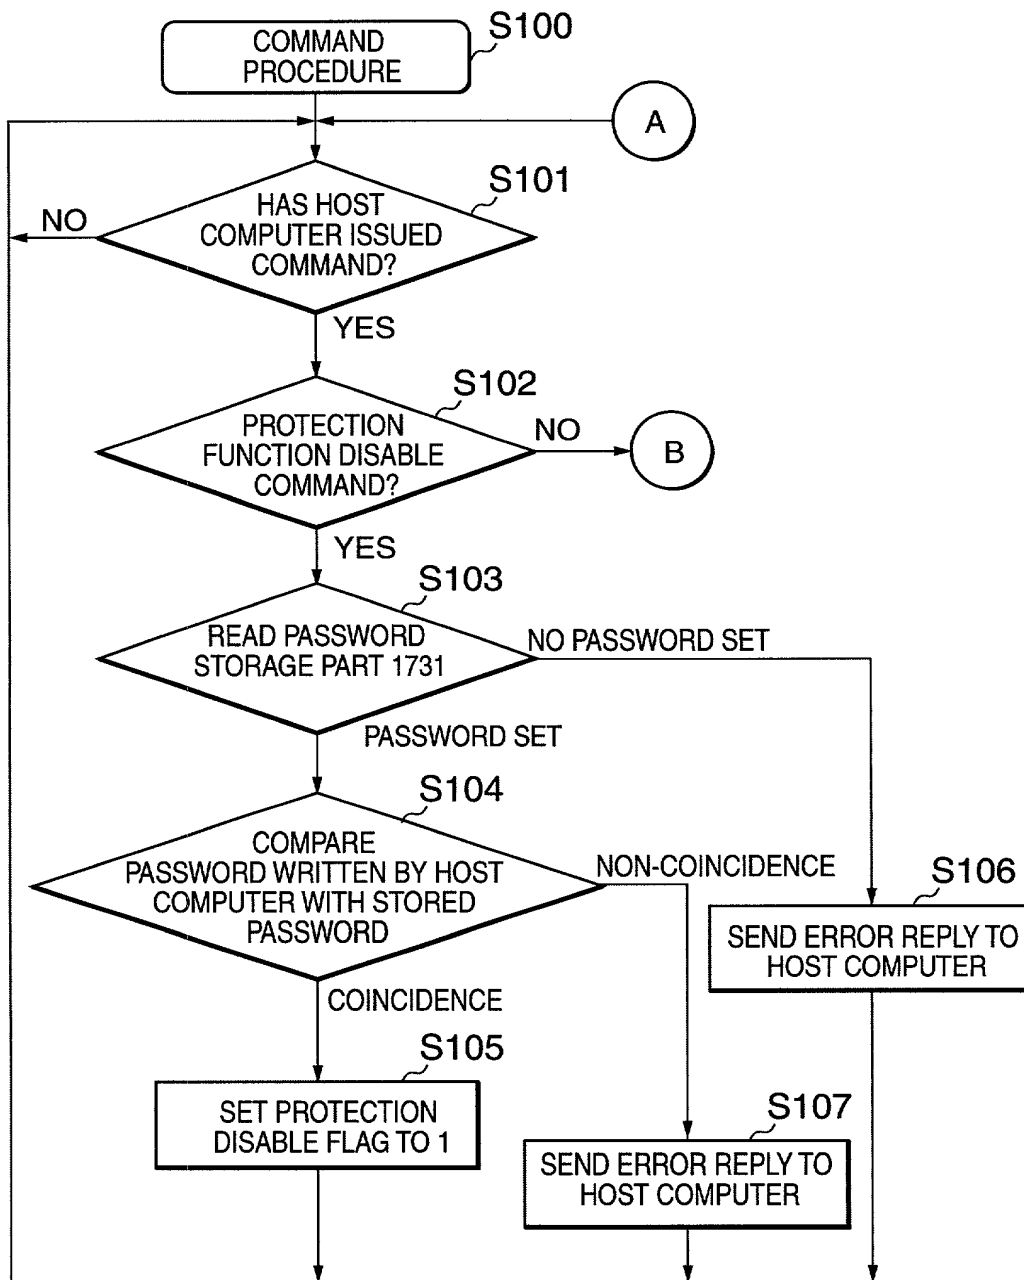 S100
COMMAND
PROCEDURE
A
S101
HAS HOST
COMPUTER ISSUED
COMMAND?
NO
YES
S102
PROTECTION
FUNCTION DISABLE
COMMAND?
NO
B
YES
S103
READ PASSWORD
STORAGE PART 1731
NO PASSWORD SET
PASSWORD SET
S104
COMPARE
PASSWORD WRITTEN BY HOST
COMPUTER WITH STORED
PASSWORD
NON-COINCIDENCE
S106
SEND ERROR REPLY TO
HOST COMPUTER
COINCIDENCE
S105
SET PROTECTION
DISABLE FLAG TO 1
S107
SEND ERROR REPLY TO
HOST COMPUTER